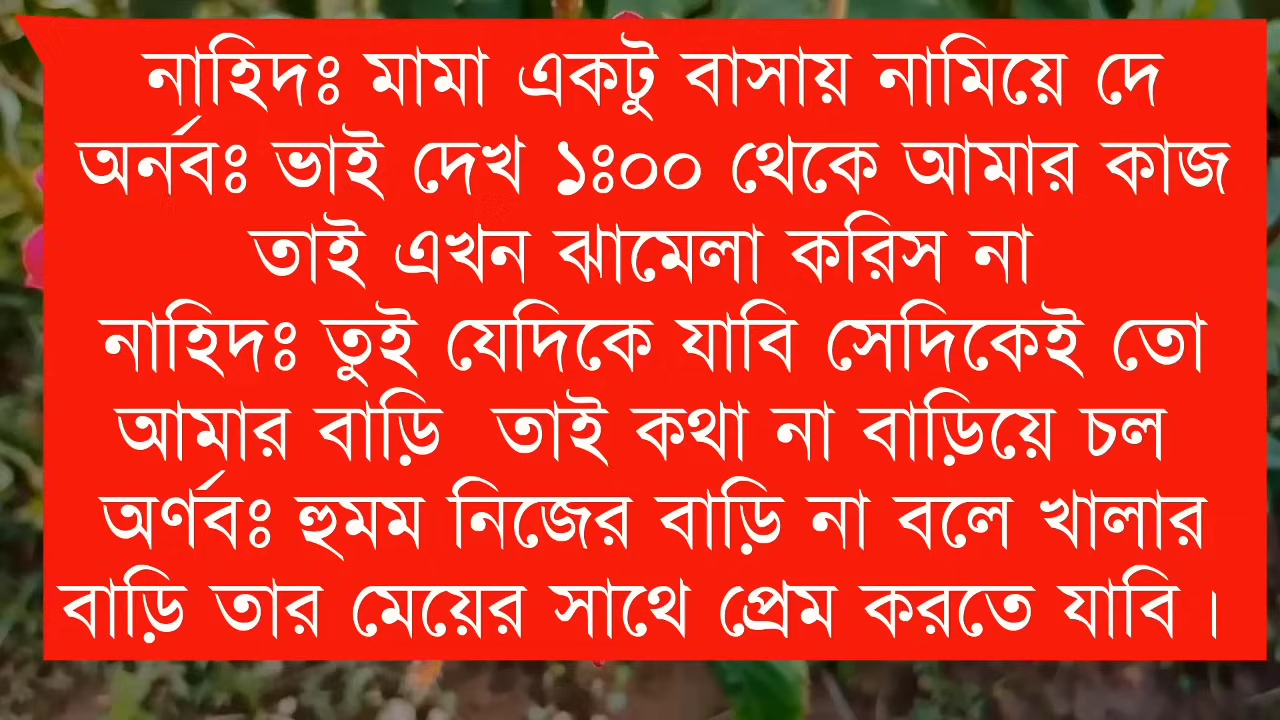 নাহিদঃ মামা একটু বাসায় নামিয়ে দে
অর্নবঃ ভাই দেখ ১ঃ০০ থেকে আমার কাজ
তাই এখন ঝামেলা করিস না
নাহিদঃ তুই যেদিকে যাবি সেদিকেই তো
আমার বাড়ি তাই কথা না বাড়িয়ে চল
অর্ণবঃ হুমম নিজের বাড়ি না বলে খালার
বাড়ি তার মেয়ের সাথে প্রেম করতে যাবি।